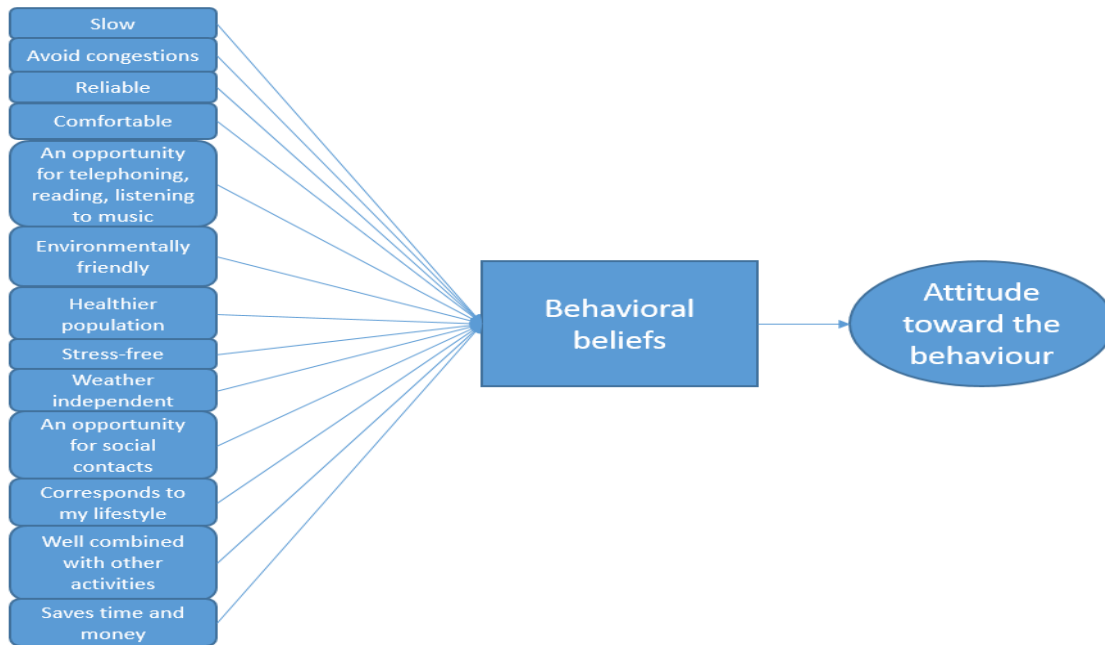 Slow
Avoid congestions
Reliable
Comfortable
An opportunity
for telephoning,
reading, listening
to music
Environmentally
friendly
Healthier
population
Stress-free
Weather
independent
An opportunity
for social
contacts
Corresponds to
my lifestyle
Well combined
with other
activities
Saves time and
money
Behavioral
beliefs
Attitude
toward the
behaviour